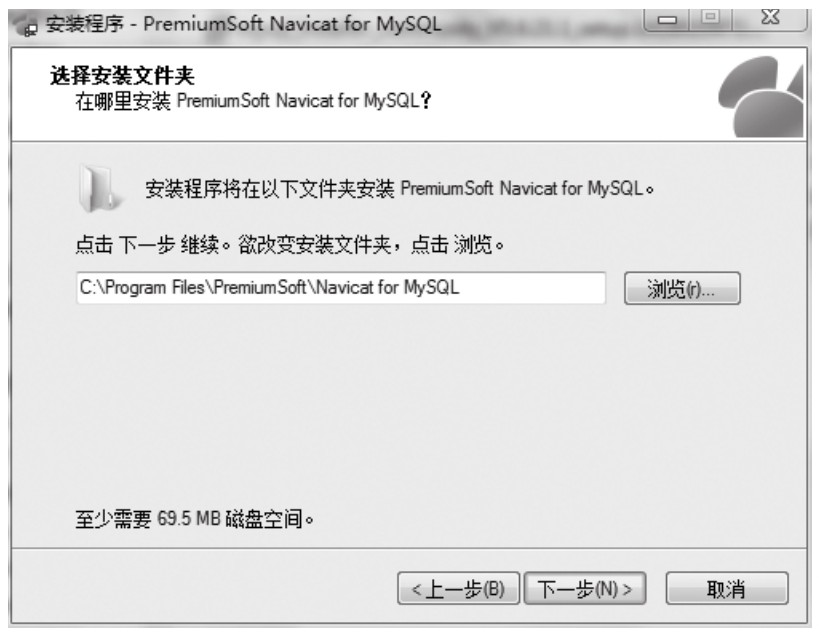 安装程序 - PremiumSoft Navicat for MySQL
选择安装文件夹
在哪里安装 PremiumSoft Navicat for MySQL?
安装程序将在以下文件夹安装 PremiumSoft Navicat for MySQL。
点击 下一步 继续。欲改变安装文件夹，点击 浏览。
C:\Program Files\PremiumSoft\Navicat for MySQL
浏览(r)...
至少需要 69.5 MB 磁盘空间。
<上一步(B)
下一步(N) >
取消